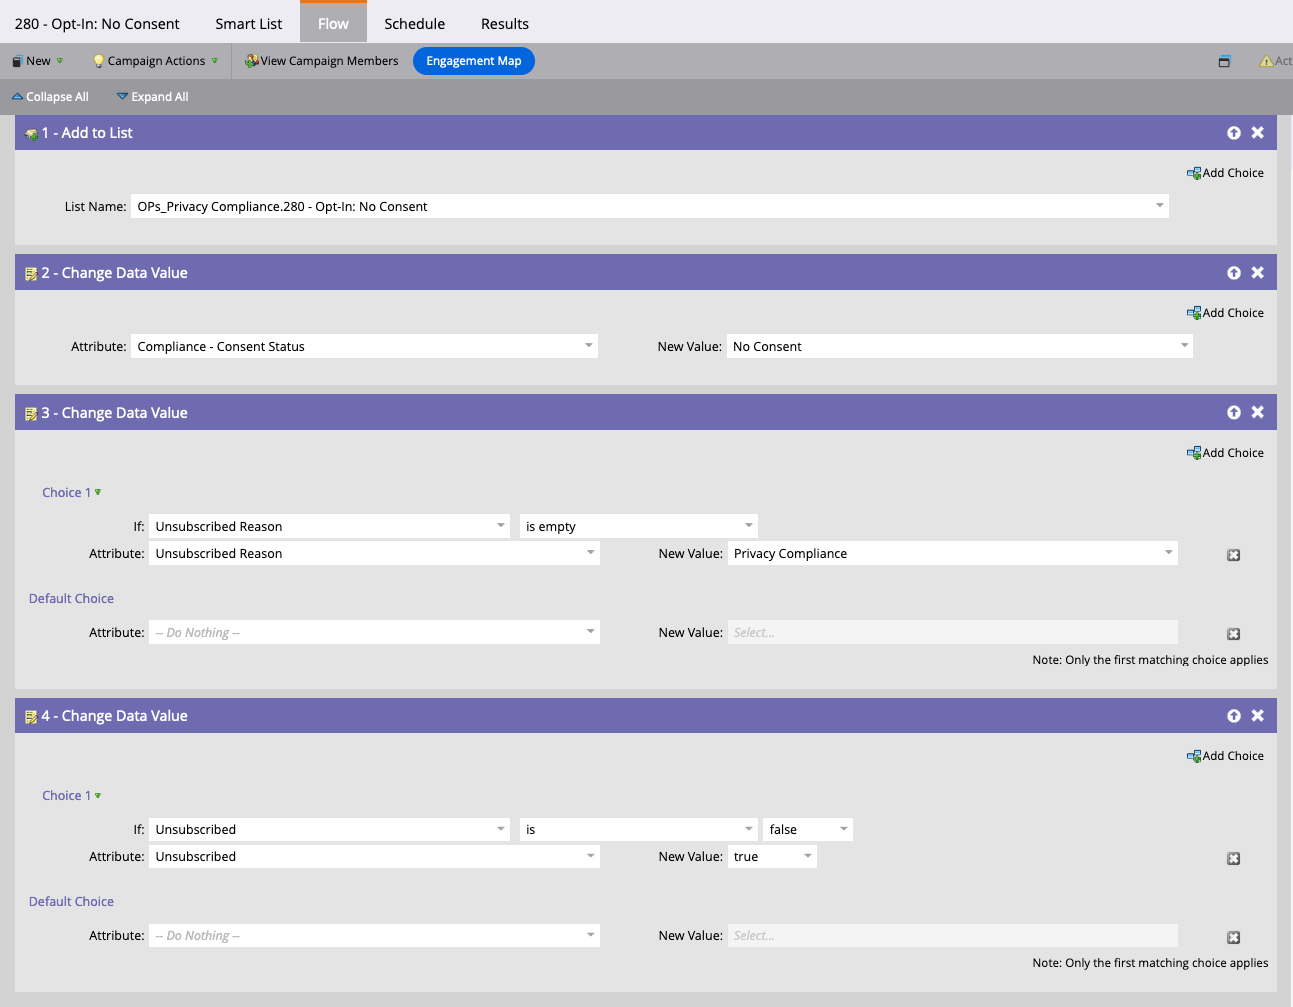 280 - Opt-In: No Consent Smart List Flow Schedule Results
New Campaign Actions View Campaign Members Engagement Map Act
Collapse All Expand All
1 - Add to List
Add Choice
List Name: OPs_Privacy Compliance.280 - Opt-In: No Consent
2 - Change Data Value
Add Choice
Attribute: Compliance - Consent Status New Value: No Consent
3 - Change Data Value
Add Choice
Choice 1
If: Unsubscribed Reason is empty
Attribute: Unsubscribed Reason New Value: Privacy Compliance
Default Choice
Attribute: -- Do Nothing -- New Value: Select...
Note: Only the first matching choice applies
4 - Change Data Value
Add Choice
Choice 1
If: Unsubscribed is false
Attribute: Unsubscribed New Value: true
Default Choice
Attribute: -- Do Nothing -- New Value: Select...
Note: Only the first matching choice applies